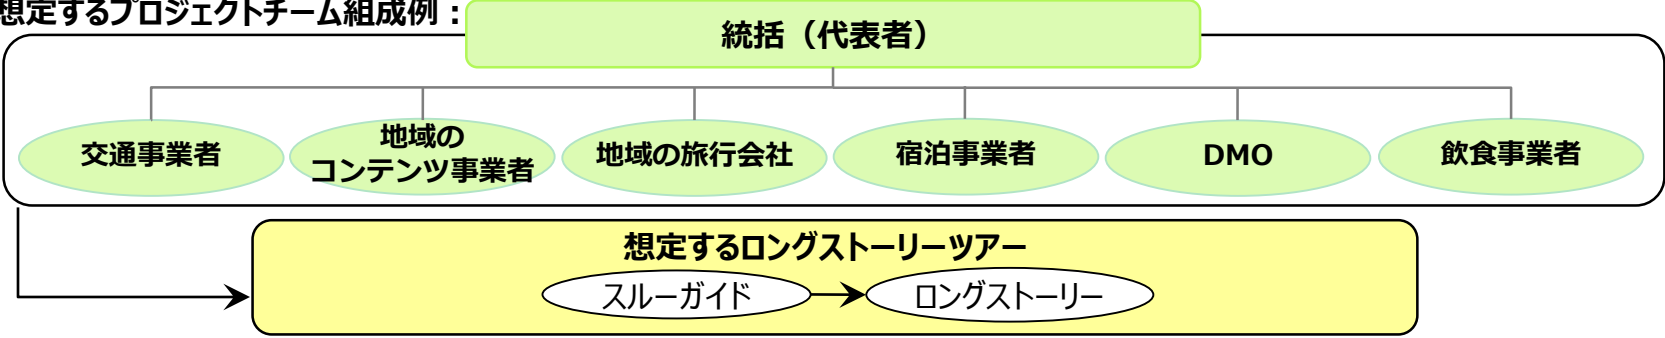 想定するプロジェクトチーム組成例：
統括（代表者）
交通事業者
地域の
コンテンツ事業者
地域の旅行会社
宿泊事業者
DMO
飲食事業者
想定するロングストーリーツアー
スルーガイド
ロングストーリー